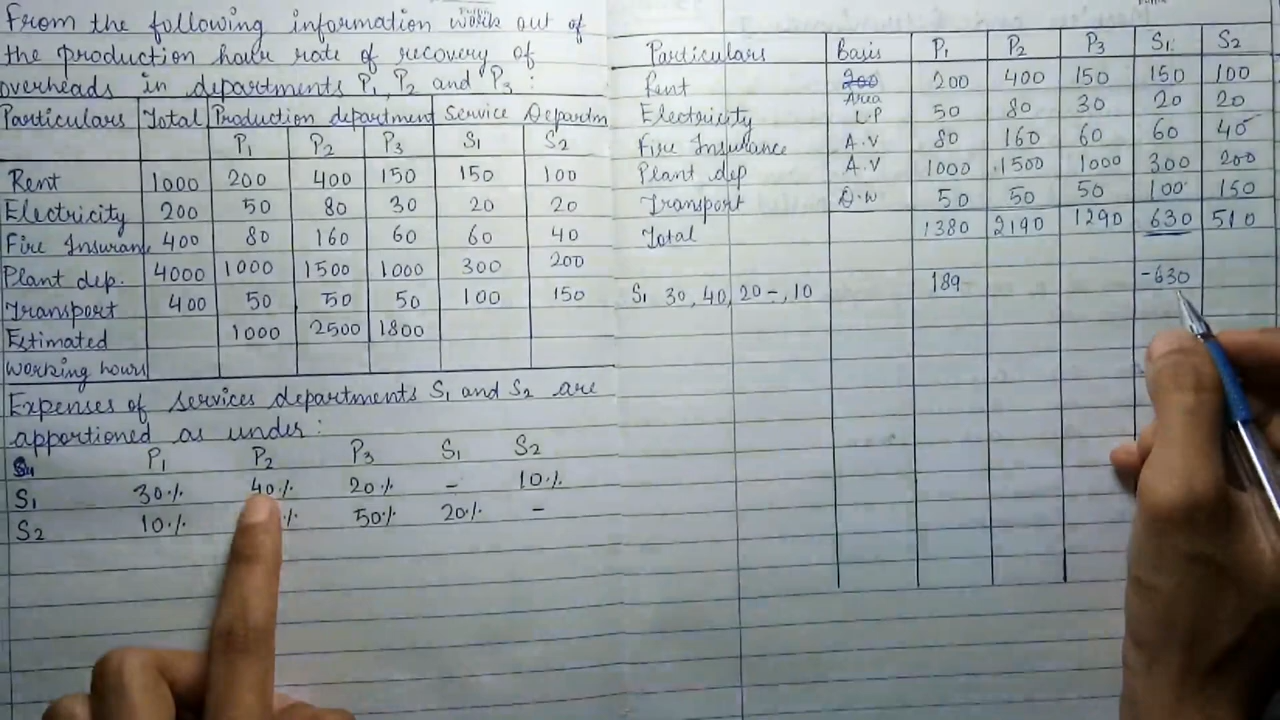 From the following information work out of
the production hour rate of recovery of
overheads in departments P1, P2 and P3 :
Particulars Total Production department Service Departm
P1 P2 P3 S1 S2
Rent 1000 200 400 150 150 100
Electricity 200 50 80 30 20 20
Fire Insuranc 400 80 160 60 60 40
Plant dep. 4000 1000 1500 1000 300 200
Transport 400 50 50 50 100 150
Estimated 1000 2500 1800
working hours
Expenses of services departments S1 and S2 are
apportioned as under :
P1 P2 P3 S1 S2
S1 30% 40% 20% - 10%
S2 10% % 50% 20% -
Particulars Basis P1 P2 P3 S1 S2
Rent Area 200 400 150 150 100
Electricity L.P 50 80 30 20 20
Fire Insurance A.V 80 160 60 60 40
Plant dep A.V 1000 1500 1000 300 200
Transport D.W 50 50 50 100 150
Total 1380 2190 1290 630 510
S1 30, 40, 20 -, 10 189 -630